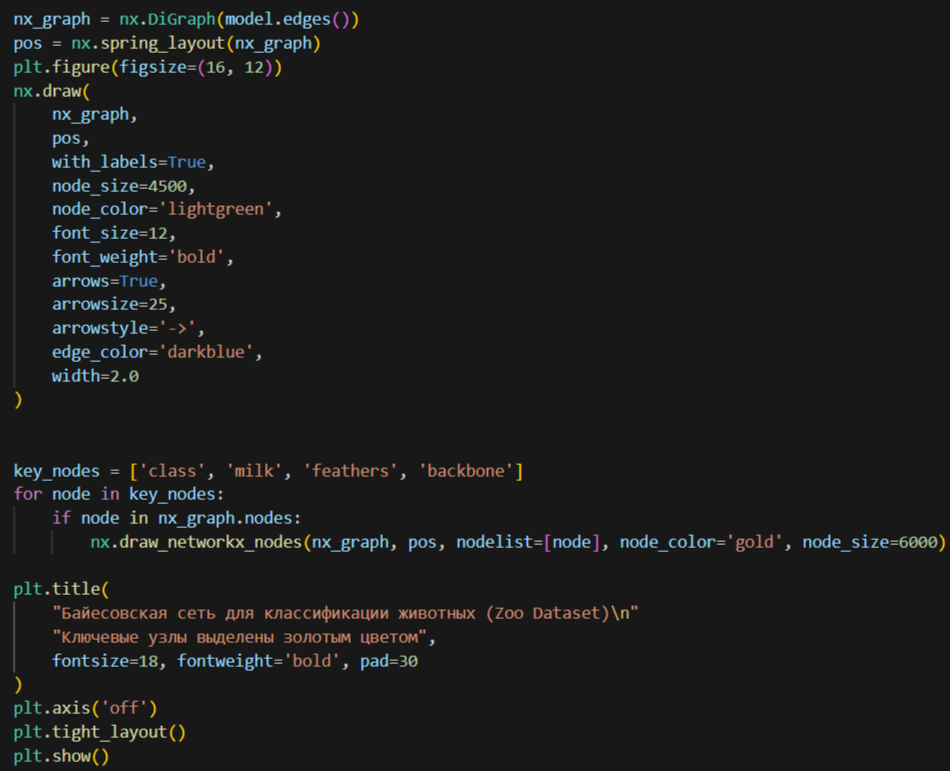 nx_graph = nx.DiGraph(model.edges())
pos = nx.spring_layout(nx_graph)
plt.figure(figsize=(16, 12))
nx.draw(
    nx_graph,
    pos,
    with_labels=True,
    node_size=4500,
    node_color='lightgreen',
    font_size=12,
    font_weight='bold',
    arrows=True,
    arrowsize=25,
    arrowstyle='->',
    edge_color='darkblue',
    width=2.0
)
key_nodes = ['class', 'milk', 'feathers', 'backbone']
for node in key_nodes:
    if node in nx_graph.nodes:
        nx.draw_networkx_nodes(nx_graph, pos, nodelist=[node], node_color='gold', node_size=6000)
plt.title(
    "Байесовская сеть для классификации животных (Zoo Dataset)\n"
    "Ключевые узлы выделены золотым цветом",
    fontsize=18, fontweight='bold', pad=30
)
plt.axis('off')
plt.tight_layout()
plt.show()